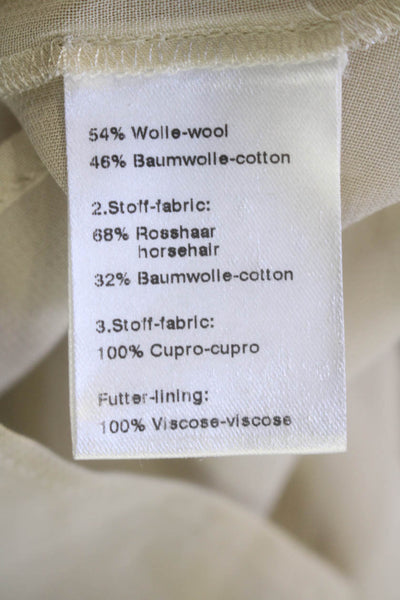 54% Wolle-wool
46% Baumwolle-cotton
2.Stoff-fabric:
68% Rosshaar
horsehair
32% Baumwolle-cotton
3.Stoff-fabric:
100% Cupro-cupro
Futter-lining:
100% Viscose-viscose